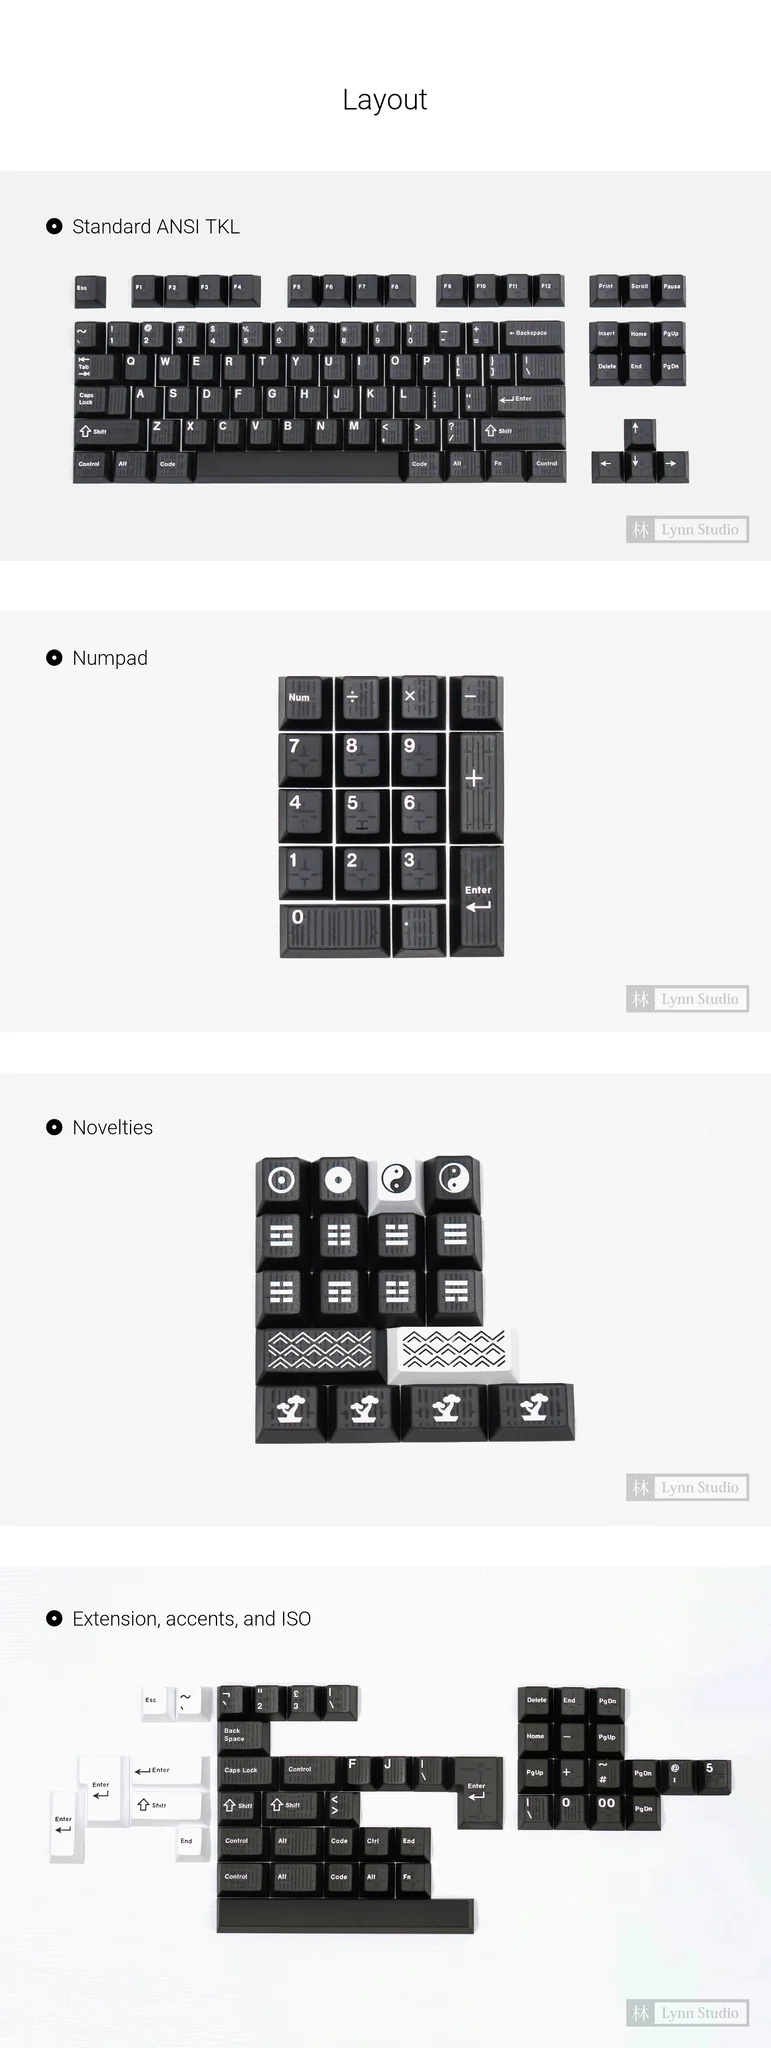 Layout
Standard ANSI TKL
Esc F1 F2 F3 F4 F5 F6 F7 F8 F9 F10 F11 F12 Print Scroll Pause
~ ! @ # $ % ^ & * ( ) _ + ← Backspace Insert Home PgUp
` 1 2 3 4 5 6 7 8 9 0 - =
Tab Q W E R T Y U I O P { } | Delete End PgDn
[ ] \
Caps Lock A S D F G H J K L : " Enter
; '
Shift Z X C V B N M < > ? Shift ↑
, . /
Control Alt Code Code Alt Fn Control ← ↓ →
林 Lynn Studio
Numpad
Num ÷ × −
7 8 9 +
4 5 6
1 2 3 Enter
0 .
林 Lynn Studio
Novelties
林 Lynn Studio
Extension, accents, and ISO
Esc ~ ` ¬ ` " 2 £ 3 | \ Delete End PgDn
Back Space Home − PgUp
Enter Enter Caps Lock Control F J | \ Enter PgUp + ~ # PgDn @ ' 5
Enter Shift Shift Shift < > | \ 0 00 PgDn
End Control Alt Code Ctrl End
Control Alt Code Alt Fn
林 Lynn Studio